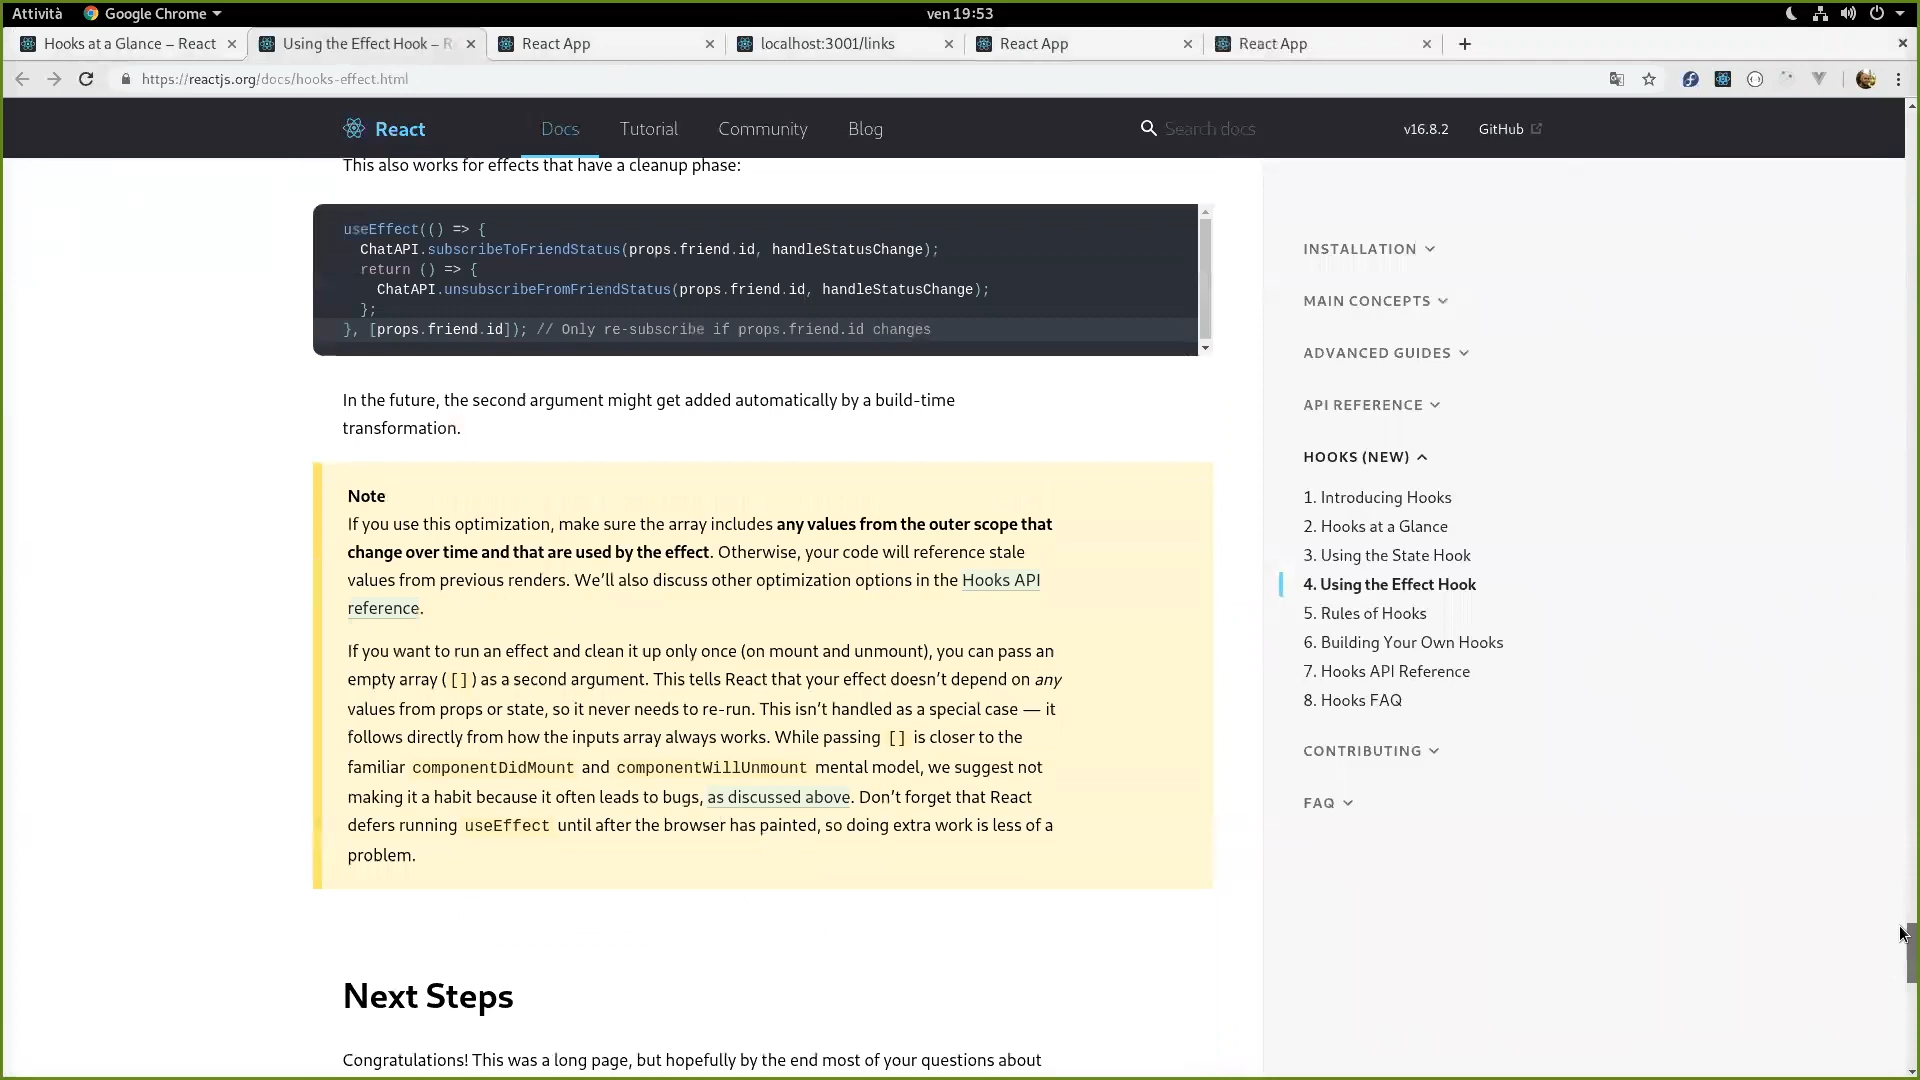 Attività Google Chrome ven 19:53
Hooks at a Glance – React Using the Effect Hook – R React App localhost:3001/links React App React App
https://reactjs.org/docs/hooks-effect.html
React Docs Tutorial Community Blog Search docs v16.8.2 GitHub
This also works for effects that have a cleanup phase:
useEffect(() => {
ChatAPI.subscribeToFriendStatus(props.friend.id, handleStatusChange);
return () => {
ChatAPI.unsubscribeFromFriendStatus(props.friend.id, handleStatusChange);
};
}, [props.friend.id]); // Only re-subscribe if props.friend.id changes
In the future, the second argument might get added automatically by a build-time
transformation.
Note
If you use this optimization, make sure the array includes any values from the outer scope that
change over time and that are used by the effect. Otherwise, your code will reference stale
values from previous renders. We’ll also discuss other optimization options in the Hooks API
reference.
If you want to run an effect and clean it up only once (on mount and unmount), you can pass an
empty array ([]) as a second argument. This tells React that your effect doesn’t depend on any
values from props or state, so it never needs to re-run. This isn’t handled as a special case — it
follows directly from how the inputs array always works. While passing [] is closer to the
familiar componentDidMount and componentWillUnmount mental model, we suggest not
making it a habit because it often leads to bugs, as discussed above. Don’t forget that React
defers running useEffect until after the browser has painted, so doing extra work is less of a
problem.
Next Steps
Congratulations! This was a long page, but hopefully by the end most of your questions about
INSTALLATION
MAIN CONCEPTS
ADVANCED GUIDES
API REFERENCE
HOOKS (NEW)
1. Introducing Hooks
2. Hooks at a Glance
3. Using the State Hook
4. Using the Effect Hook
5. Rules of Hooks
6. Building Your Own Hooks
7. Hooks API Reference
8. Hooks FAQ
CONTRIBUTING
FAQ